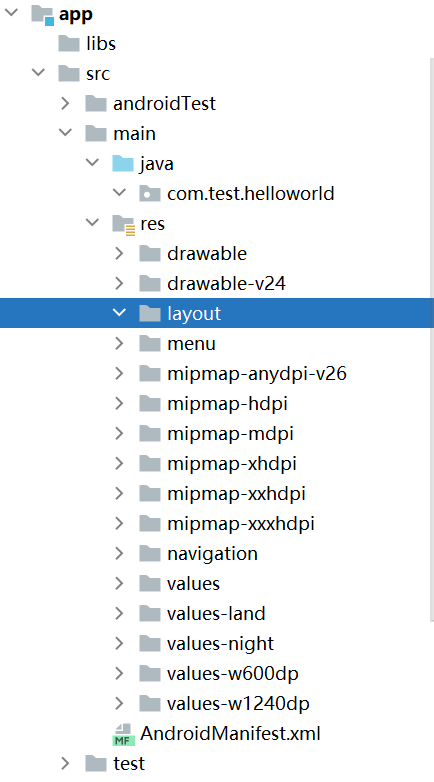 app
libs
src
androidTest
main
java
com.test.helloworld
res
drawable
drawable-v24
layout
menu
mipmap-anydpi-v26
mipmap-hdpi
mipmap-mdpi
mipmap-xhdpi
mipmap-xxhdpi
mipmap-xxxhdpi
navigation
values
values-land
values-night
values-w600dp
values-w1240dp
MF AndroidManifest.xml
test